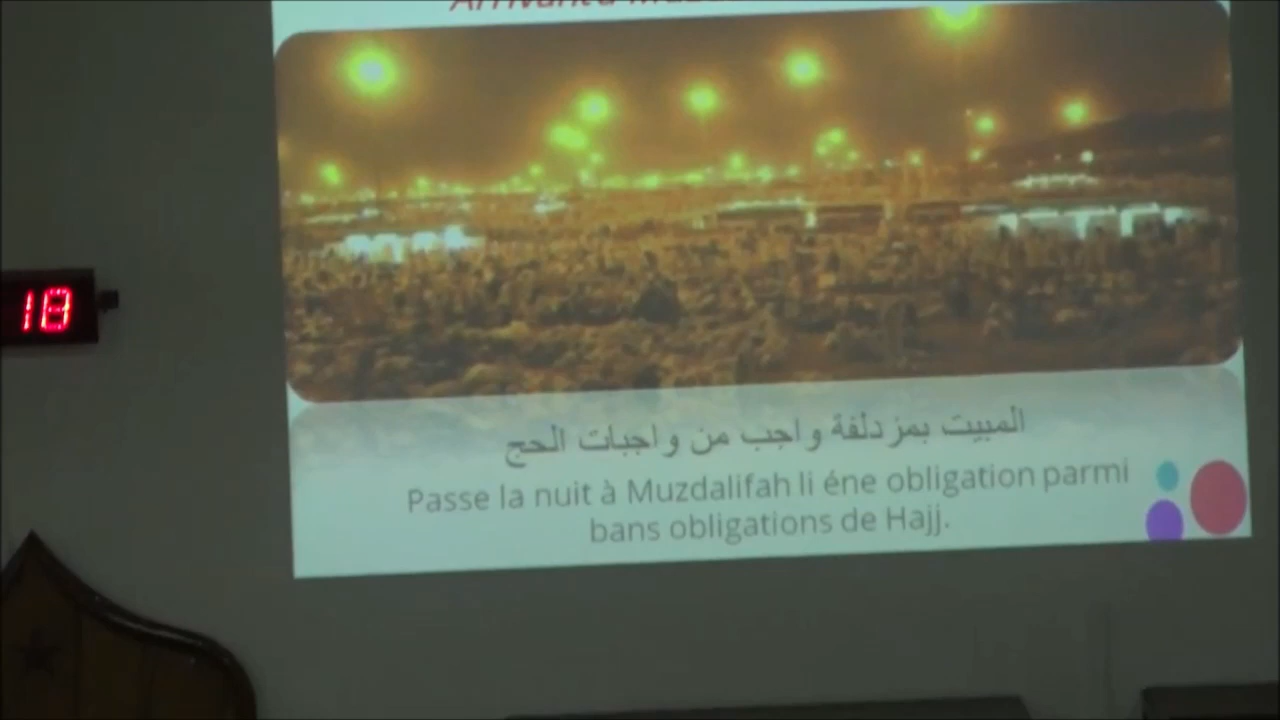 المبيت بمزدلفة واجب من واجبات الحج
Passe la nuit à Muzdalifah li éne obligation parmi
bans obligations de Hajj.
18